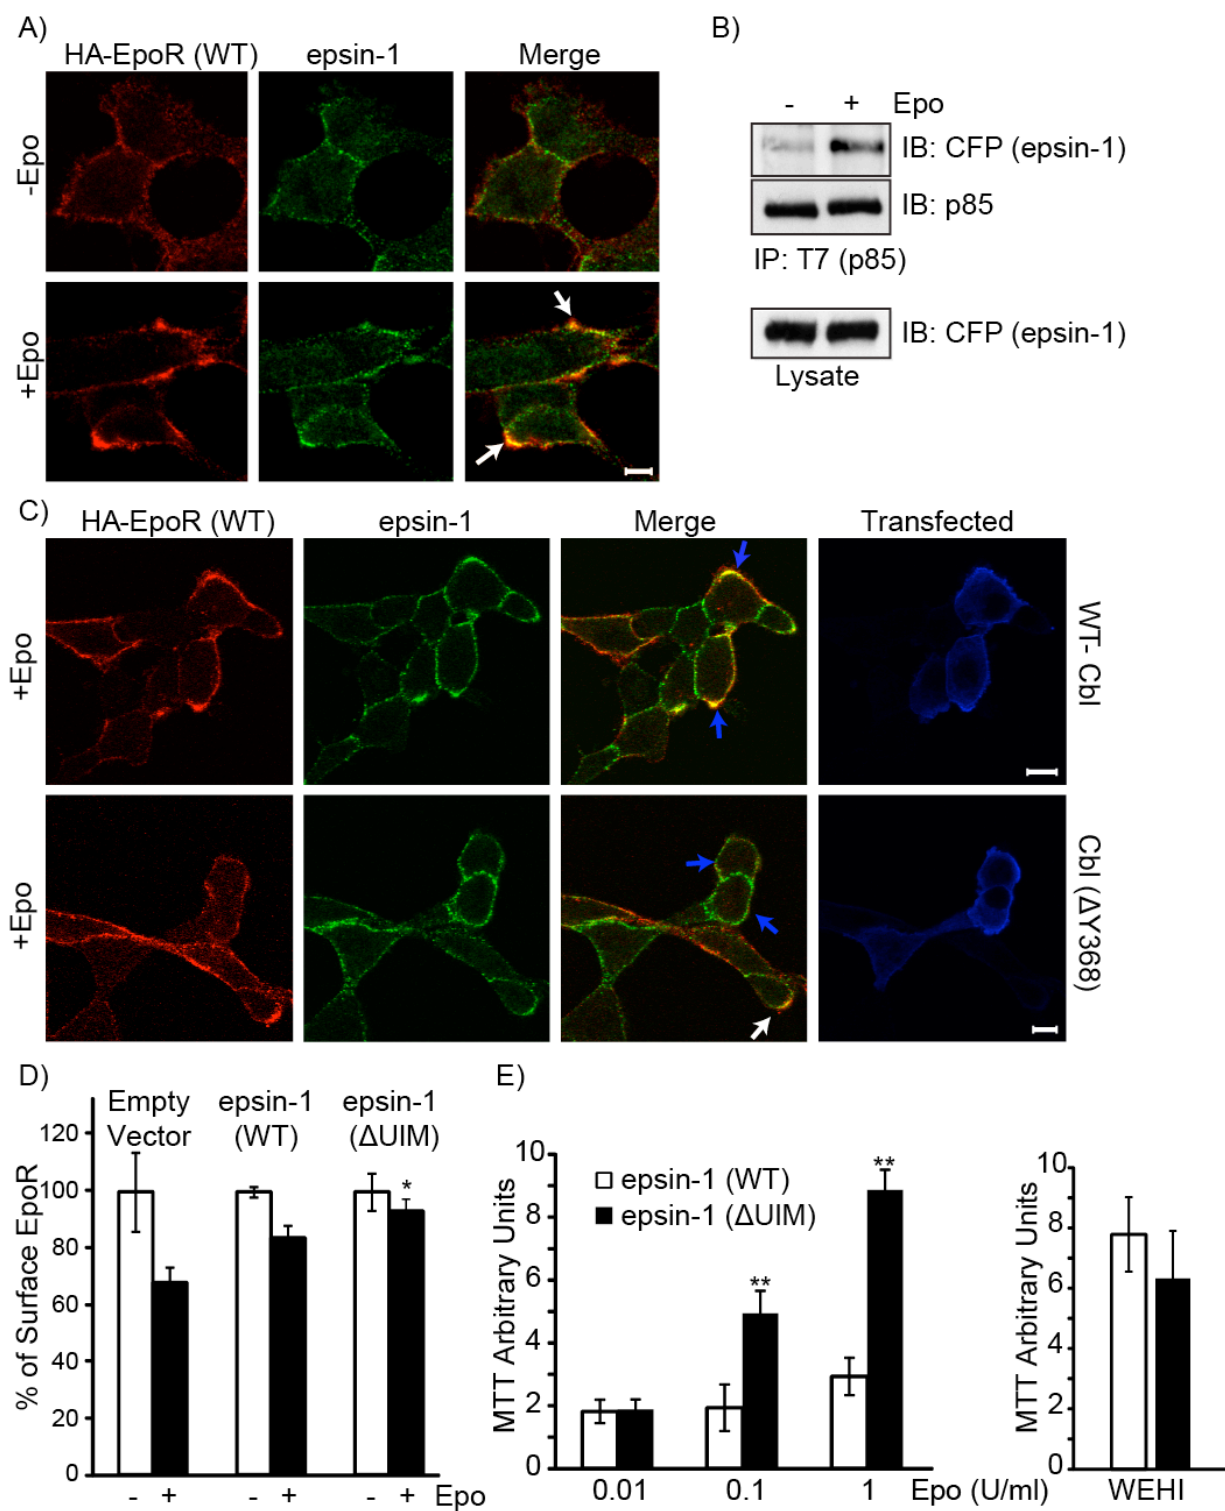 A)
HA-EpoR (WT) epsin-1 Merge
-Epo
+Epo
B)
- + Epo
IB: CFP (epsin-1)
IB: p85
IP: T7 (p85)
IB: CFP (epsin-1)
Lysate
C)
HA-EpoR (WT) epsin-1 Merge Transfected
+Epo
WT- Cbl
+Epo
Cbl (ΔY368)
D)
Empty Vector
epsin-1 (WT)
epsin-1 (ΔUIM)
% of Surface EpoR
120
100
80
60
40
20
0
*
- + - + - + Epo
E)
MTT Arbitrary Units
10
8
6
4
2
0
epsin-1 (WT)
epsin-1 (ΔUIM)
**
**
0.01 0.1 1 Epo (U/ml)
MTT Arbitrary Units
10
8
6
4
2
0
WEHI